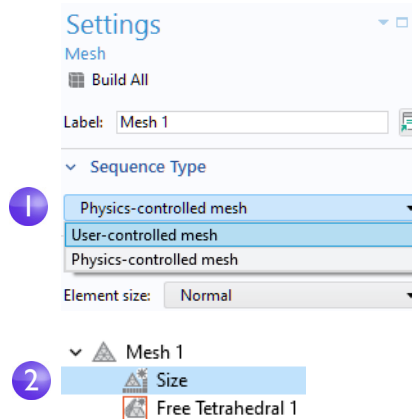 Settings
Mesh
Build All
Label: Mesh 1
Sequence Type
1
Physics-controlled mesh
User-controlled mesh
Physics-controlled mesh
Element size: Normal
Mesh 1
2
Size
Free Tetrahedral 1